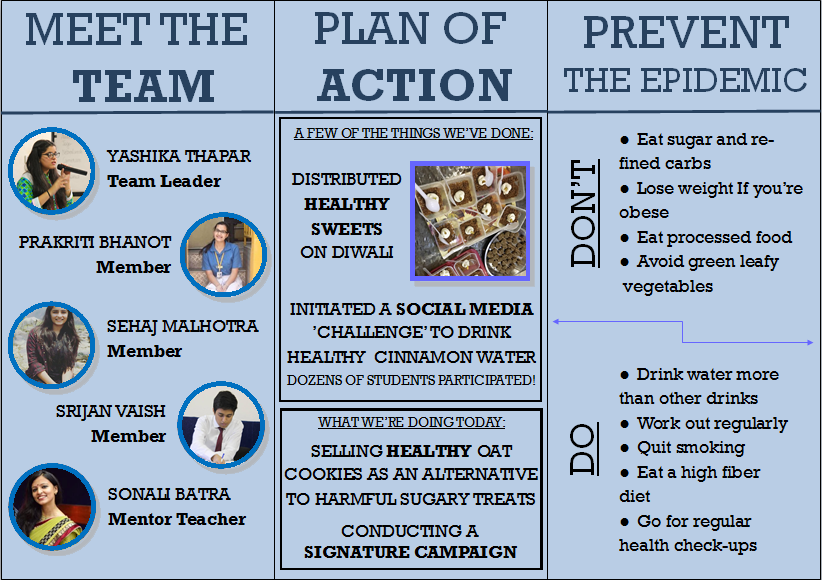 MEET THE
TEAM
YASHIKA THAPAR
Team Leader
PRAKRITI BHANOT
Member
SEHAJ MALHOTRA
Member
SRIJAN VAISH
Member
SONALI BATRA
Mentor Teacher
PLAN OF
ACTION
A FEW OF THE THINGS WE'VE DONE:
DISTRIBUTED
HEALTHY
SWEETS
ON DIWALI
INITIATED A SOCIAL MEDIA
'CHALLENGE' TO DRINK
HEALTHY CINNAMON WATER
DOZENS OF STUDENTS PARTICIPATED!
WHAT WE'RE DOING TODAY:
SELLING HEALTHY OAT
COOKIES AS AN ALTERNATIVE
TO HARMFUL SUGARY TREATS
CONDUCTING A
SIGNATURE CAMPAIGN
PREVENT
THE EPIDEMIC
DON'T
● Eat sugar and re-
fined carbs
● Lose weight If you're
obese
● Eat processed food
● Avoid green leafy
vegetables
DO
● Drink water more
than other drinks
● Work out regularly
● Quit smoking
● Eat a high fiber
diet
● Go for regular
health check-ups